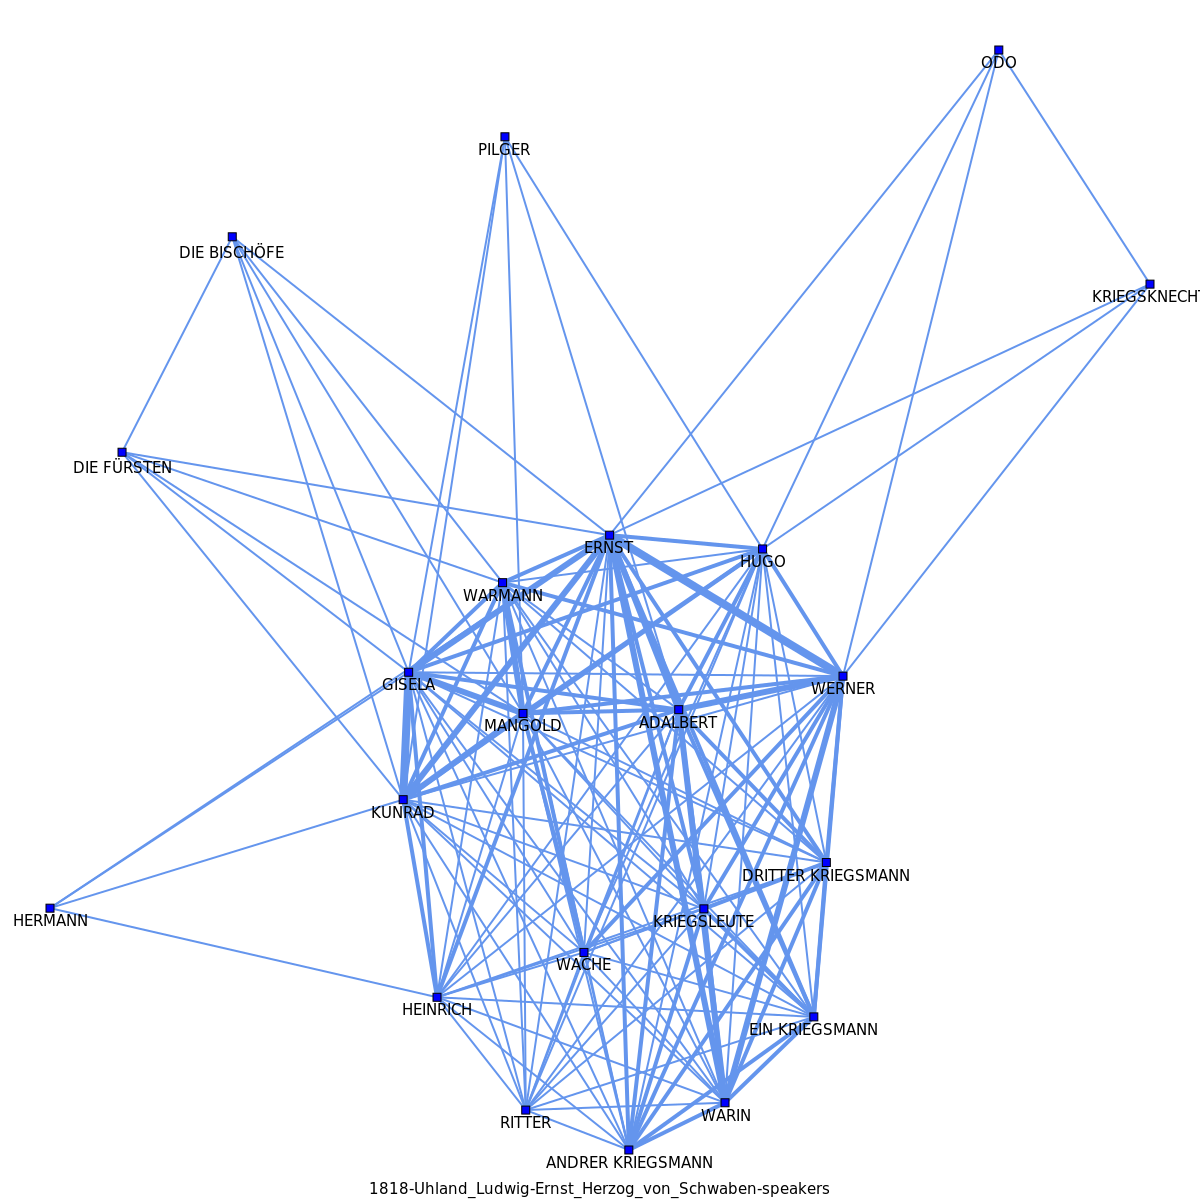 ODO
PILGER
DIE BISCHÖFE
KRIEGSKNECHT
DIE FÜRSTEN
ERNST
HUGO
WARMANN
GISELA
WERNER
MANGOLD
ADALBERT
KUNRAD
DRITTER KRIEGSMANN
HERMANN
KRIEGSLEUTE
WACHE
HEINRICH
EIN KRIEGSMANN
WARIN
RITTER
ANDRER KRIEGSMANN
1818-Uhland_Ludwig-Ernst_Herzog_von_Schwaben-speakers